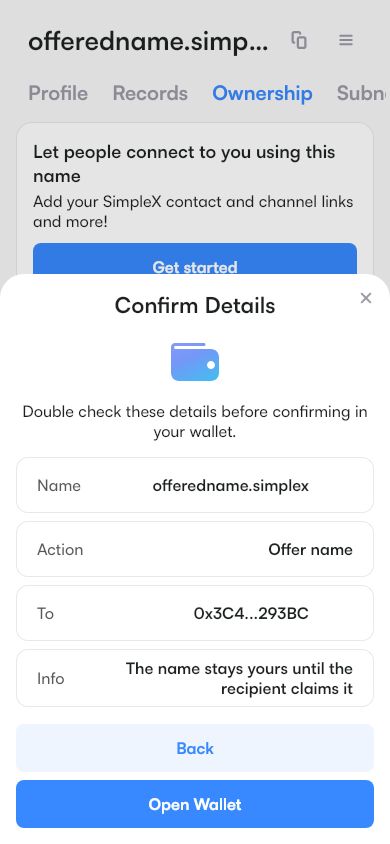 offeredname.simp...
Profile Records Ownership
Let people connect to you using this
name
Add your SimpleX contact and channel links
and more!
Get started
Confirm Details
Double check these details before confirming in
your wallet.
Name offeredname.simplex
Action Offer name
To 0x3C4...293BC
Info The name stays yours until the
recipient claims it
Back
Open Wallet